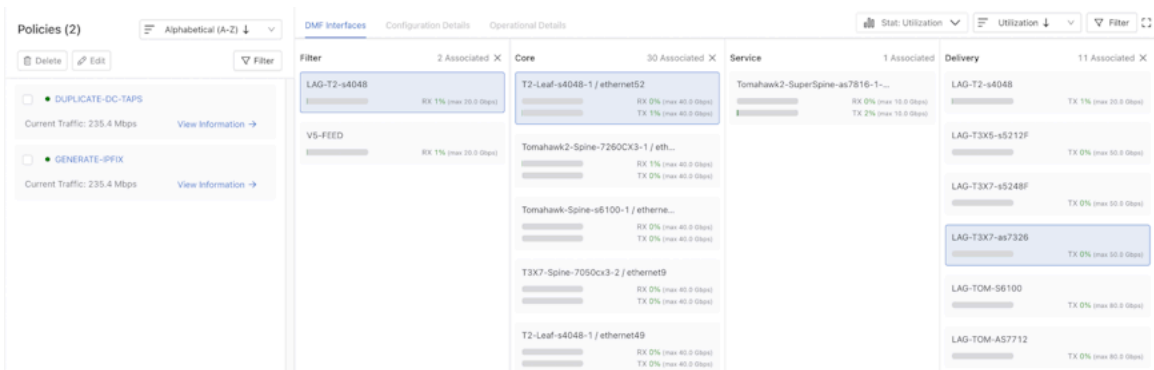 Policies (2)
Alphabetical (A-Z) ↓
Delete
Edit
Filter
DUPLICATE-DC-TAPS
Current Traffic: 235.4 Mbps
View Information →
GENERATE-IPFIX
Current Traffic: 235.4 Mbps
View Information →
DMF Interfaces
Configuration Details
Operational Details
Stat: Utilization
Utilization ↓
Filter
Filter
2 Associated ×
LAG-T2-s4048
RX 1% (max 20.0 Gbps)
V5-FEED
RX 1% (max 20.0 Gbps)
Core
30 Associated ×
T2-Leaf-s4048-1 / ethernet52
RX 0% (max 40.0 Gbps)
TX 1% (max 40.0 Gbps)
Tomahawk2-Spine-7260CX3-1 / eth...
RX 1% (max 40.0 Gbps)
TX 0% (max 40.0 Gbps)
Tomahawk-Spine-s6100-1 / etherne...
RX 0% (max 40.0 Gbps)
TX 0% (max 40.0 Gbps)
T3X7-Spine-7050cx3-2 / ethernet9
RX 0% (max 40.0 Gbps)
TX 0% (max 40.0 Gbps)
T2-Leaf-s4048-1 / ethernet49
RX 0% (max 40.0 Gbps)
TX 0% (max 40.0 Gbps)
Service
1 Associated
Tomahawk2-SuperSpine-as7816-1-...
RX 0% (max 10.0 Gbps)
TX 2% (max 10.0 Gbps)
Delivery
11 Associated ×
LAG-T2-s4048
TX 1% (max 20.0 Gbps)
LAG-T3X5-s5212F
TX 0% (max 50.0 Gbps)
LAG-T3X7-s5248F
TX 0% (max 50.0 Gbps)
LAG-T3X7-as7326
TX 0% (max 50.0 Gbps)
LAG-TOM-S6100
TX 0% (max 80.0 Gbps)
LAG-TOM-AS7712
TX 0% (max 80.0 Gbps)